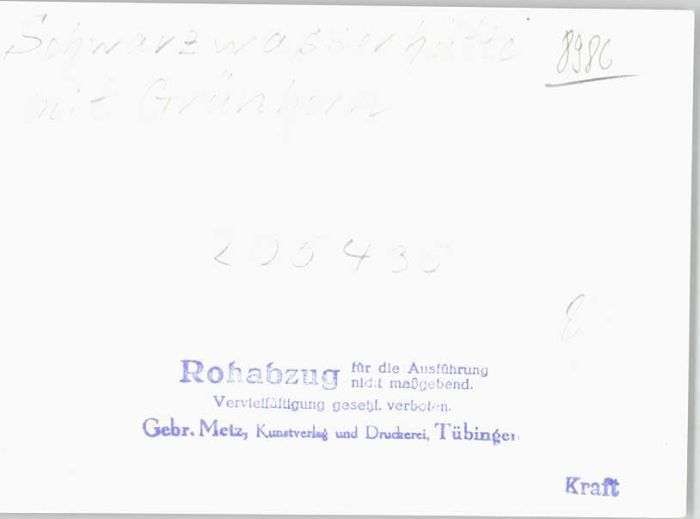 Schwarzwasserhütte
8986
mit Grünhorn
205430
E
Rohabzug für die Ausführung
nicht maßgebend.
Vervielfältigung gesetzl. verboten.
Gebr. Metz, Kunstverlag und Druckerei, Tübingen
Kraft